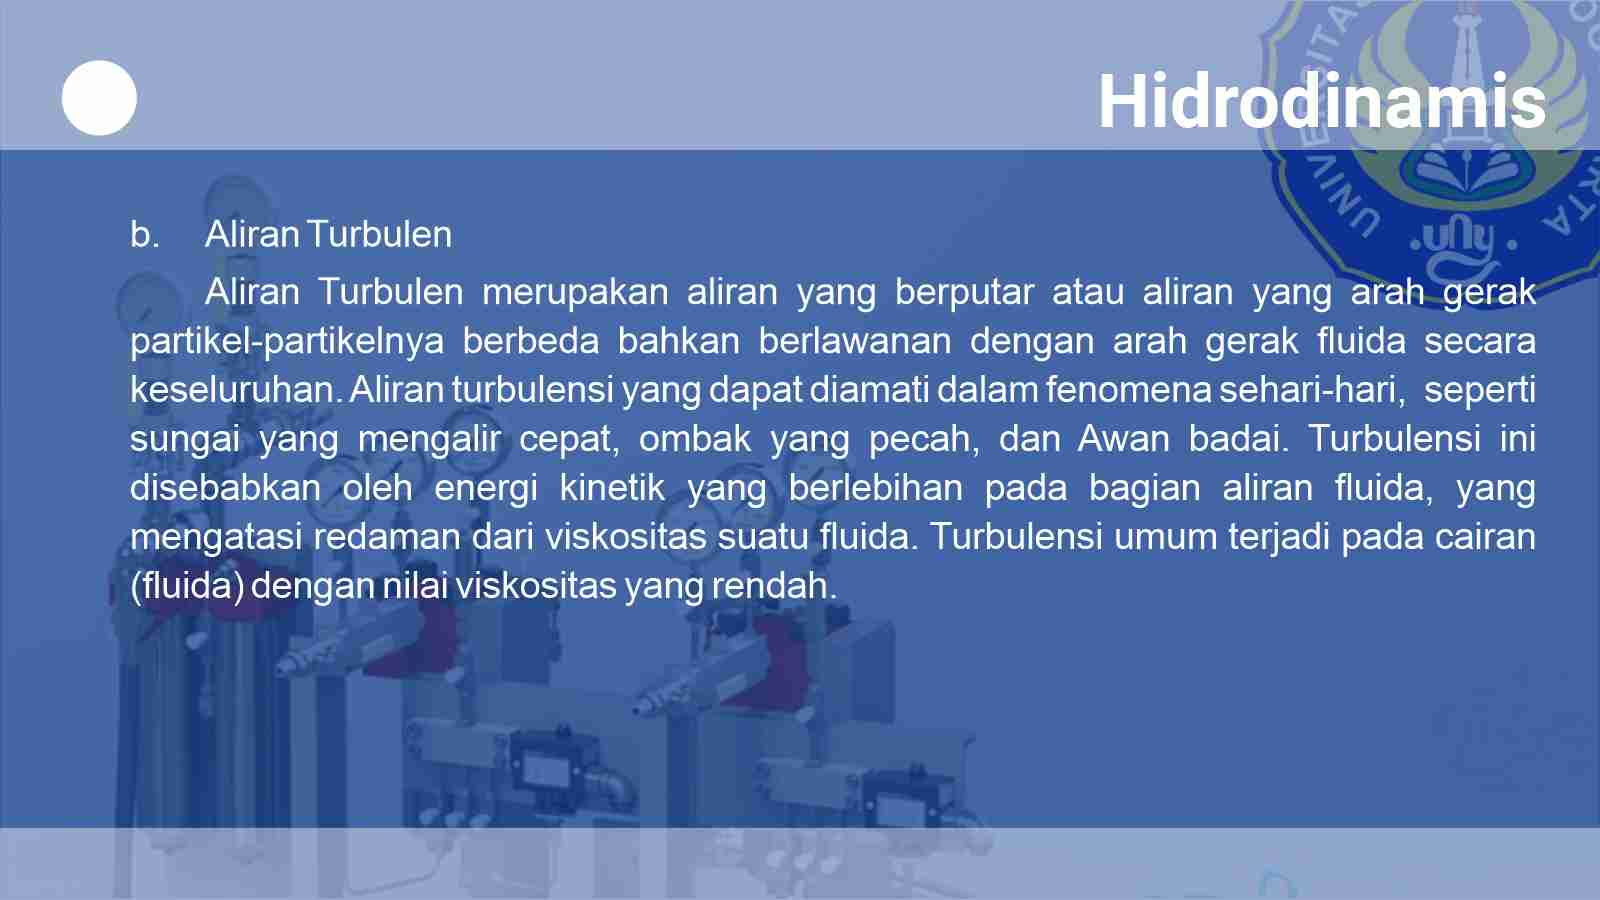 Hidrodinamis
b. Aliran Turbulen
Aliran Turbulen merupakan aliran yang berputar atau aliran yang arah gerak
partikel-partikelnya berbeda bahkan berlawanan dengan arah gerak fluida secara
keseluruhan. Aliran turbulensi yang dapat diamati dalam fenomena sehari-hari, seperti
sungai yang mengalir cepat, ombak yang pecah, dan Awan badai. Turbulensi ini
disebabkan oleh energi kinetik yang berlebihan pada bagian aliran fluida, yang
mengatasi redaman dari viskositas suatu fluida. Turbulensi umum terjadi pada cairan
(fluida) dengan nilai viskositas yang rendah.
UNIVERSITAS
uny